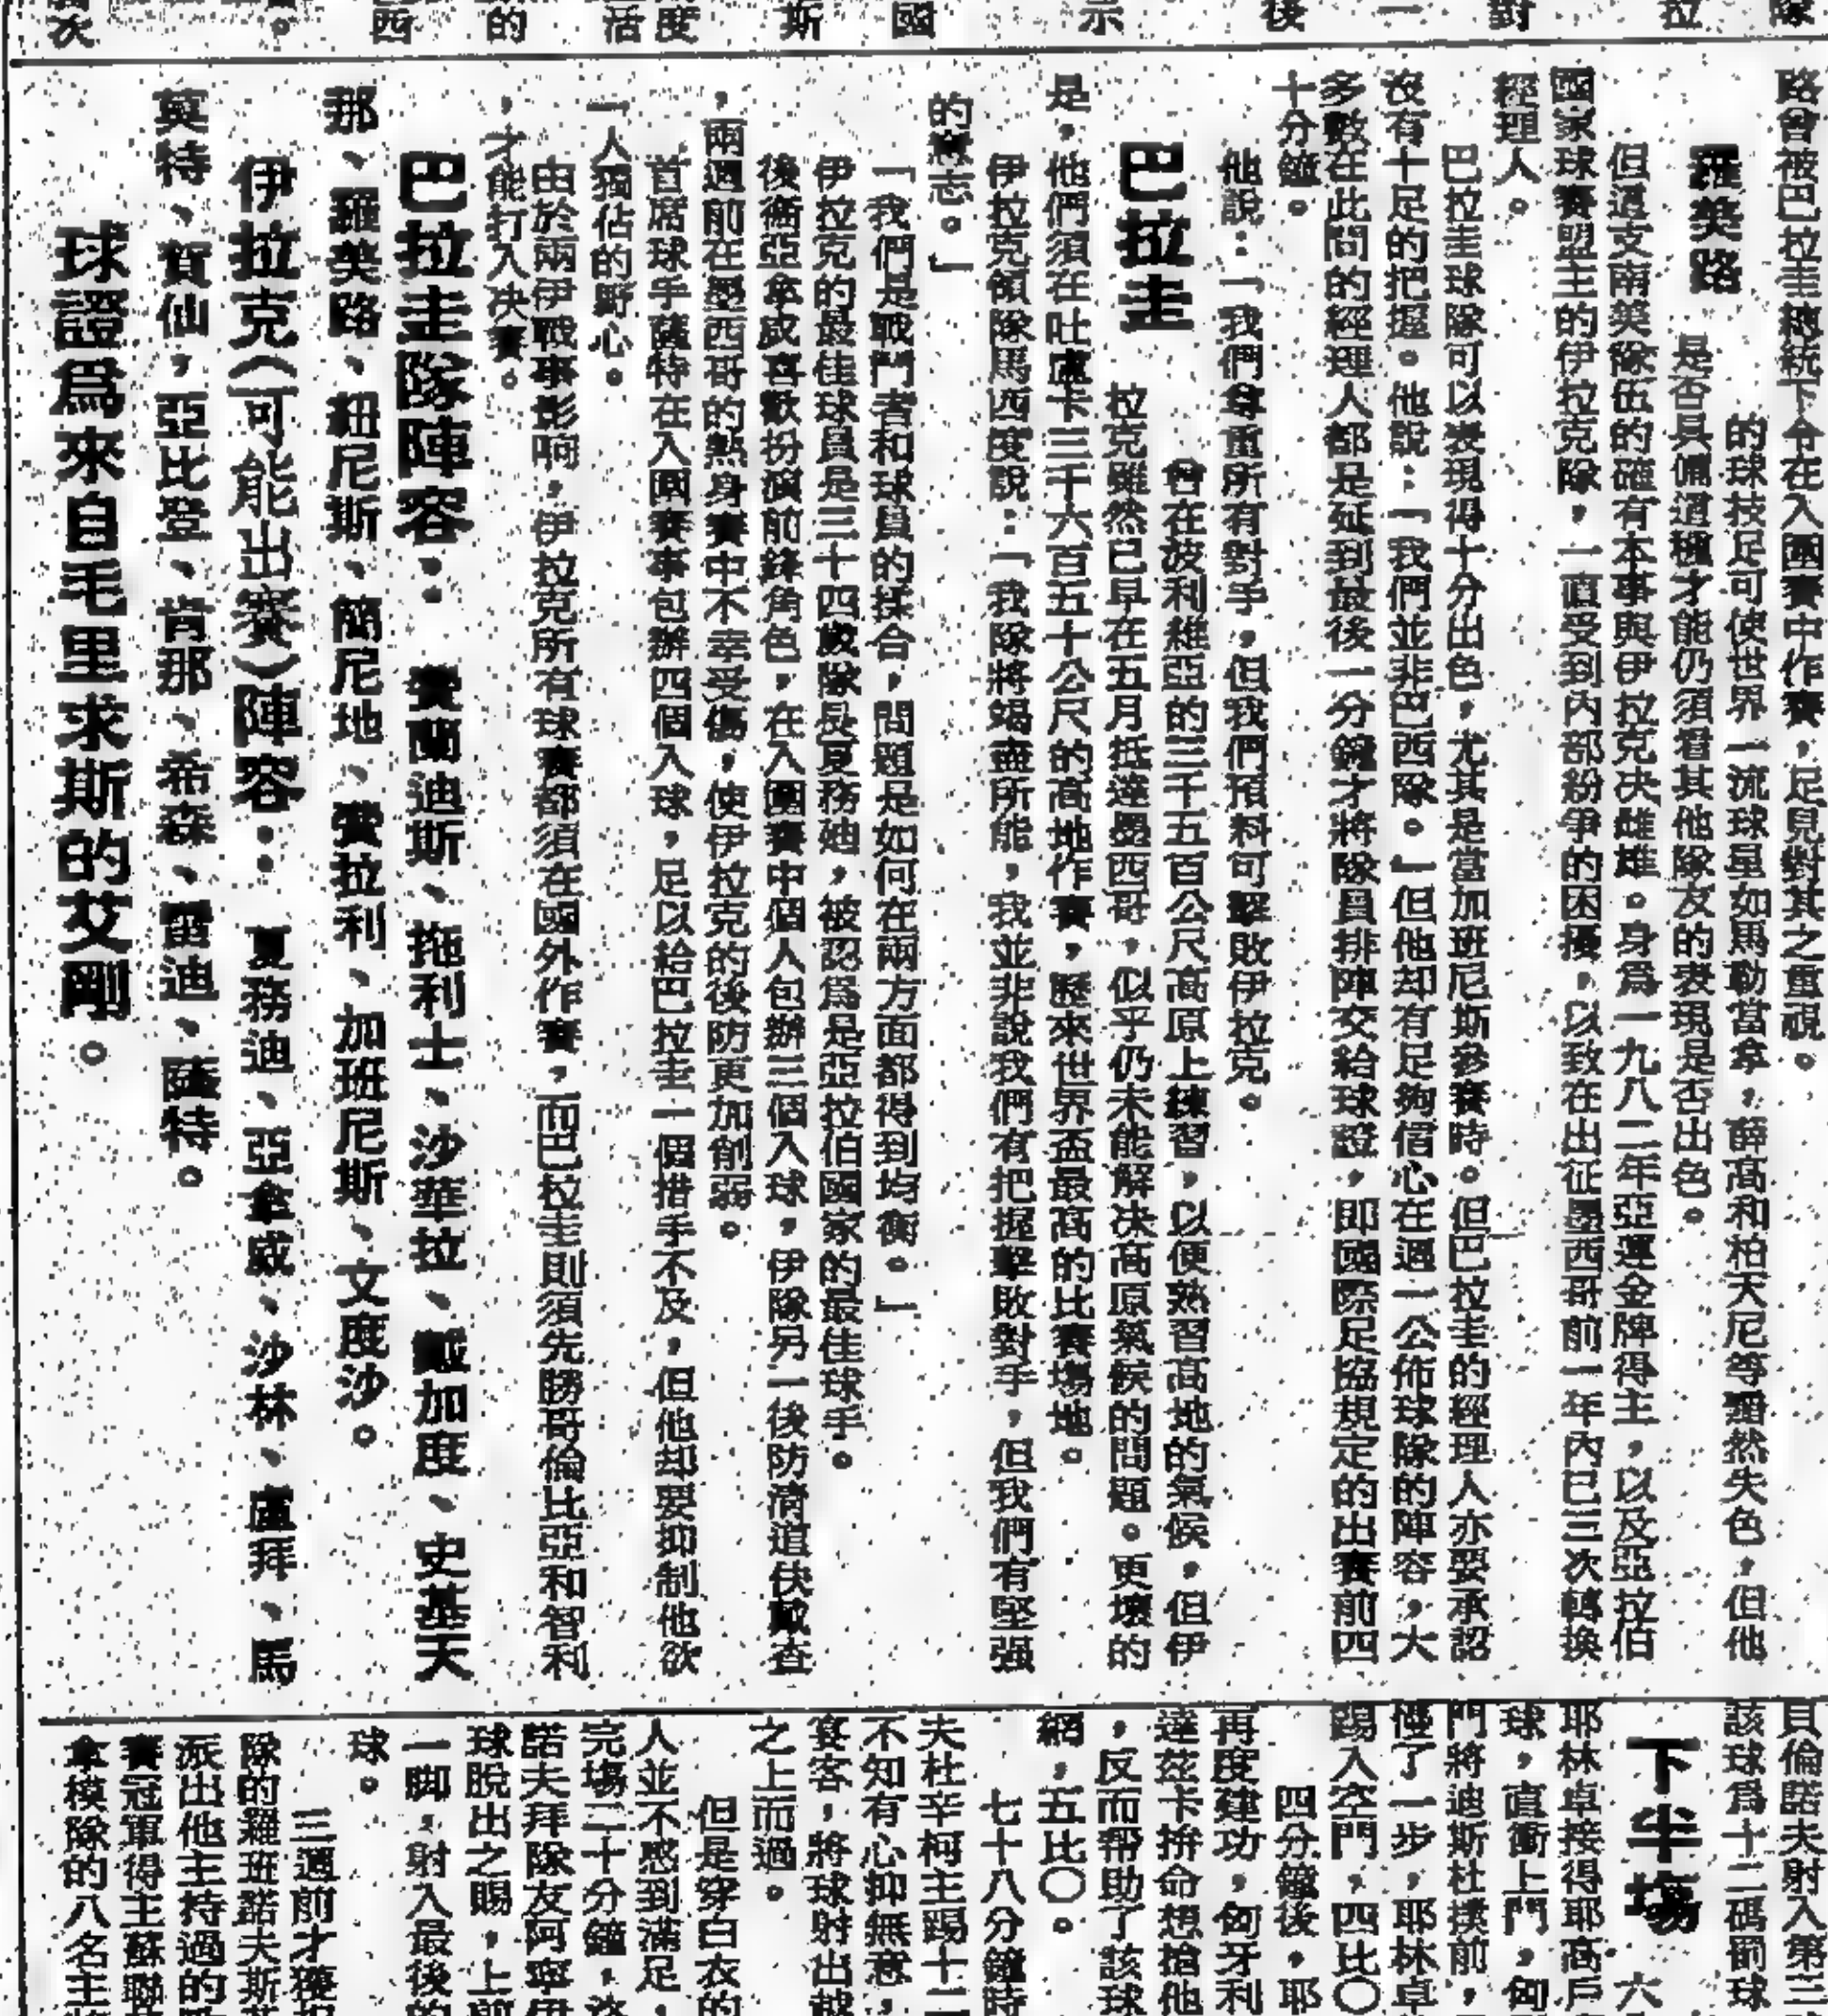 路曾被巴拉圭總統下令在入圍賽中作賽，足見對其之重視。
羅美路
的球技足可使世界一流球星如馬勒當拿，薛高和柏天尼等黯然失色，但他
是否具備這種才能仍須看其他隊友的表現是否出色。
但這支南美隊伍的確有本事與伊拉克决雌雄。身爲一九八二年亞運金牌得主，以及亞拉伯
國家球賽盟主的伊拉克隊，一直受到內部紛爭的困擾，以致在出征墨西哥前一年內已三次轉換
經理人。
巴拉圭球隊可以表現得十分出色，尤其是當加班尼斯參賽時。但巴拉圭的經理人亦要承認
沒有十足的把握。他說：「我們並非巴西隊。」但他却有足夠信心在過一公佈球隊的陣容，大
多數在此間的經理人都是延到最後一分鐘才將隊員排陣交給球證，即國際足協規定的出賽前四
十分鐘。
他說：「我們尊重所有對手，但我們預料可擊敗伊拉克。
巴拉圭
曾在波利維亞的三千五百公尺高原上練習，以便熟習高地的氣候，但伊
拉克雖然已早在五月抵達墨西哥，似乎仍未能解决高原氣候的問題。更壞的
是，他們須在吐盧卡三千六百五十公尺的高地作賽，歷來世界盃最高的比賽場地。
伊拉克領隊馬西度說：「我隊將竭盡所能，我並非說我們有把握擊敗對手，但我們有堅强
的意志。」
「我們是戰鬥者和球員的揉合，問題是如何在兩方面都得到均衡。」
伊拉克的最佳球員是三十四歲隊長夏務廸，被認爲是亞拉伯國家的最佳球手。
後衞亞拿威喜歡扮演前鋒角色，在入圍賽中個人包辦三個入球，伊隊另一後防清道伕戴查
，兩週前在墨西哥的熱身賽中不幸受傷，使伊拉克的後防更加削弱。
首席球手薩特在入圍賽事包辦四個入球，足以給巴拉圭一個措手不及，但他却要抑制他欲
一人獨佔的野心。
由於兩伊戰事影响，伊拉克所有球賽都須在國外作賽，而巴拉圭則須先勝哥倫比亞和智利
，才能打入决賽。
巴拉圭隊陣容：費蘭迪斯、拖利士、沙華拉、戴加度、史基天
那、羅美路、紐尼斯、簡尼地、費拉利、加班尼斯、文度沙。
伊拉克（可能出賽）陣容：夏務迪、亞拿威、沙林、盧拜、馬
莫特、賀仙，亞比登、肯那、希森、雷迪、薩特。
球證爲來自毛里求斯的艾剛。
貝倫諾夫射入第三
該球爲十二碼罰球
下半場
六
耶林卓接得耶高戶
球，直衝上門，匈
門將迪斯杜撲前，
慢了一步，耶林卓
踢入空門，四比〇
四分鐘後，耶
再度建功，匈牙利
達茲卡拚命想搶他
，反而帮助了該球
網，五比〇。
七十八分鐘時
夫杜辛柯主踢十二
不知有心抑無意，
宴客，將球射出越
之上而過。
但是穿白衣的
人並不感到滿足，
完場二十分鐘，
諾夫拜隊友阿寧伊
球脫出之賜，上前
一脚，射入最後的
球。
三週前才獲
隊的羅班諾夫斯
派出他主持過的
賽冠軍得主蘇聯
拿模隊的八名主